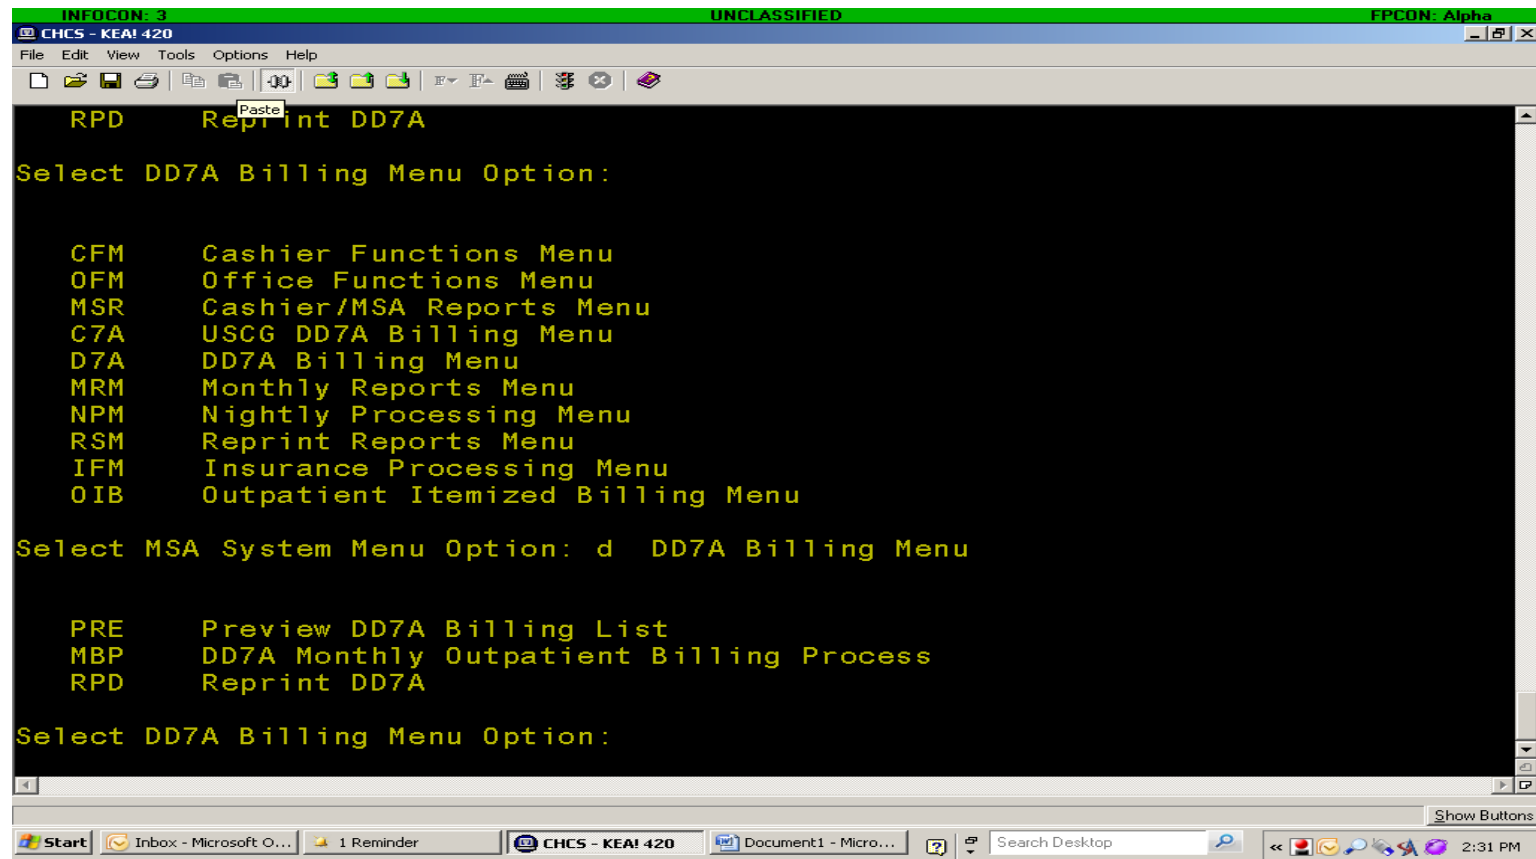 INFOCON: 3 UNCLASSIFIED FPCON: Alpha
CHCS - KEA! 420
File Edit View Tools Options Help
Paste
RPD Reprint DD7A
Select DD7A Billing Menu Option:
CFM Cashier Functions Menu
OFM Office Functions Menu
MSR Cashier/MSA Reports Menu
C7A USCG DD7A Billing Menu
D7A DD7A Billing Menu
MRM Monthly Reports Menu
NPM Nightly Processing Menu
RSM Reprint Reports Menu
IFM Insurance Processing Menu
OIB Outpatient Itemized Billing Menu
Select MSA System Menu Option: d DD7A Billing Menu
PRE Preview DD7A Billing List
MBP DD7A Monthly Outpatient Billing Process
RPD Reprint DD7A
Select DD7A Billing Menu Option:
Show Buttons
Start Inbox - Microsoft O... 1 Reminder CHCS - KEA! 420 Document1 - Micro... Search Desktop « 2:31 PM